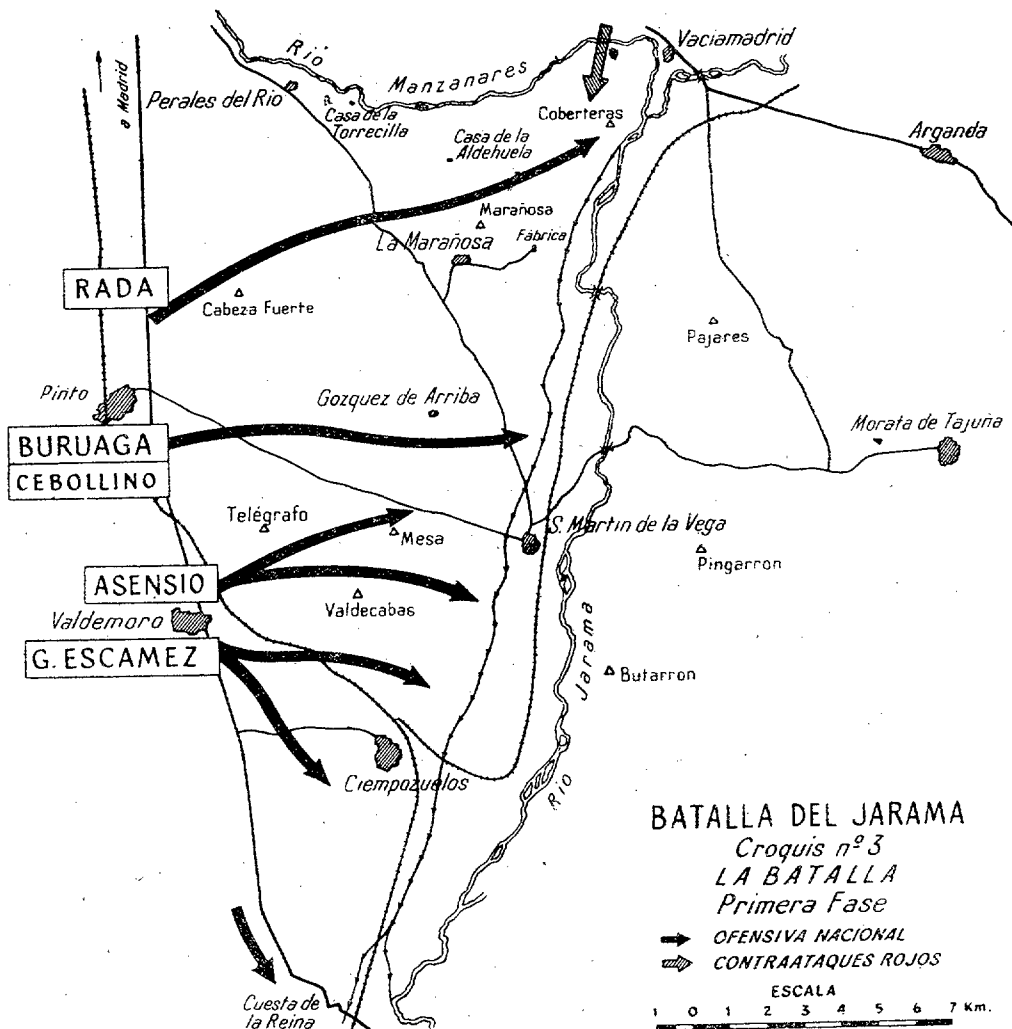 Río
Manzanares
Vaciamadrid
a Madrid
Perales del Rio
Casa de la
Torrecilla
Coberteras
Casa de la
Aldehuela
Arganda
Marañosa
La Marañosa
Fábrica
RADA
Cabeza Fuerte
Pajares
Pinto
Gozquez de Arriba
Morata de Tajuña
BURUAGA
CEBOLLINO
Telégrafo
Mesa
S. Martin de la Vega
Pingarron
ASENSIO
Valdecabas
Valdemoro
G. ESCAMEZ
Butarron
Jarama
Río
Ciempozuelos
Cuesta de
la Reina
BATALLA DEL JARAMA
Croquis nº 3
LA BATALLA
Primera Fase
OFENSIVA NACIONAL
CONTRAATAQUES ROJOS
ESCALA
1 0 1 2 3 4 5 6 7 Km.